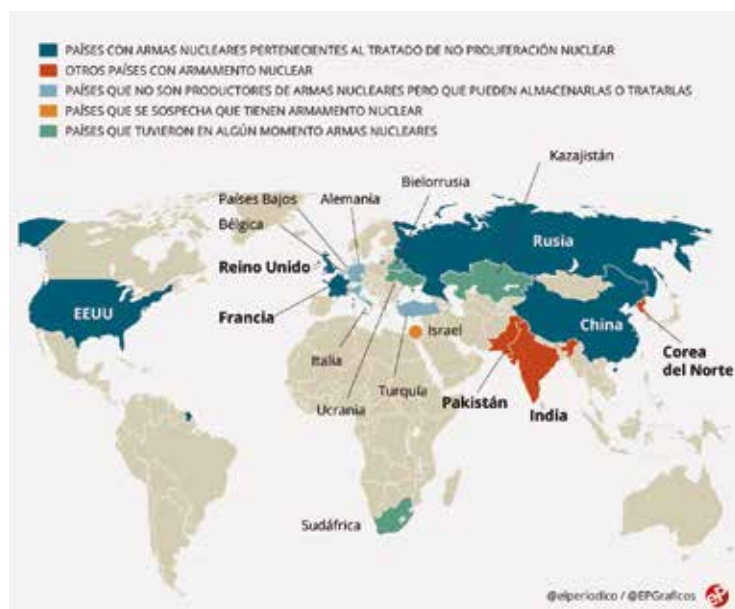 PAÍSES CON ARMAS NUCLEARES PERTENECIENTES AL TRATADO DE NO PROLIFERACIÓN NUCLEAR
OTROS PAÍSES CON ARMAMENTO NUCLEAR
PAÍSES QUE NO SON PRODUCTORES DE ARMAS NUCLEARES PERO QUE PUEDEN ALMACENARLAS O TRATARLAS
PAÍSES QUE SE SOSPECHA QUE TIENEN ARMAMENTO NUCLEAR
PAÍSES QUE TUVIERON EN ALGÚN MOMENTO ARMAS NUCLEARES
Kazajistán
Bielorrusia
Países Bajos
Alemania
Bélgica
Rusia
Reino Unido
EEUU
Francia
China
Israel
Italia
Corea
del Norte
Turquía
Pakistán
Ucrania
India
Sudáfrica
@elperiodico / @EPGraficos
eP